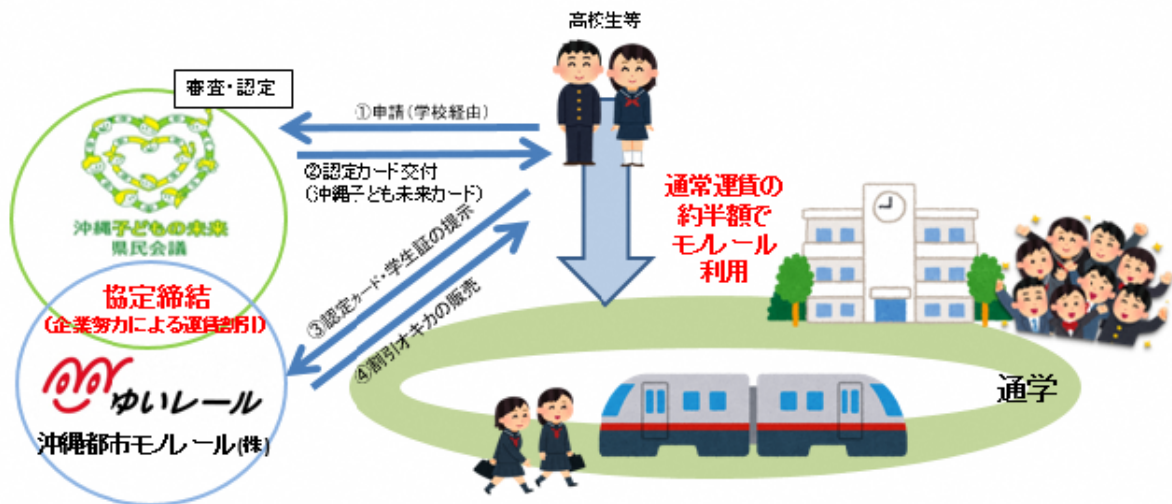 高校生等
審査・認定
①申請(学校経由)
②認定カード交付
(沖縄子ども未来カード)
沖縄子どもの未来
県民会議
通常運賃の
約半額で
モノレール
利用
③認定カード・学生証の提示
④割引オキカの販売
協定締結
(企業努力による運賃割引)
ゆいレール
沖縄都市モノレール(株)
通学